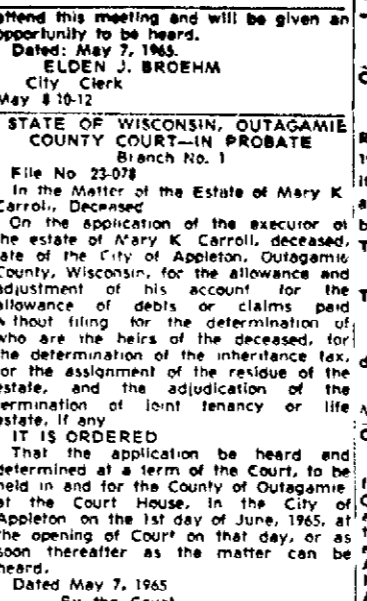 attend this meeting and will be given an
opportunity to be heard.
Dated: May 7, 1965.
ELDEN J. BROEHM
City Clerk
May 8 10-12
STATE OF WISCONSIN, OUTAGAMIE
COUNTY COURT—IN PROBATE
Branch No. 1
File No 23-078
In the Matter of the Estate of Mary K
Carroll, Deceased
On the application of the executor of
the estate of Mary K Carroll, deceased,
late of the City of Appleton, Outagamie
County, Wisconsin, for the allowance and
adjustment of his account for the
allowance of debts or claims paid
without filing for the determination of
who are the heirs of the deceased, for
the determination of the inheritance tax,
for the assignment of the residue of the
estate, and the adjudication of the
termination of joint tenancy or life
estate, if any
IT IS ORDERED
That the application be heard and
determined at a term of the Court, to be
held in and for the County of Outagamie
at the Court House, in the City of
Appleton on the 1st day of June, 1965, at
the opening of Court on that day, or as
soon thereafter as the matter can be
heard.
Dated May 7, 1965
By the Court